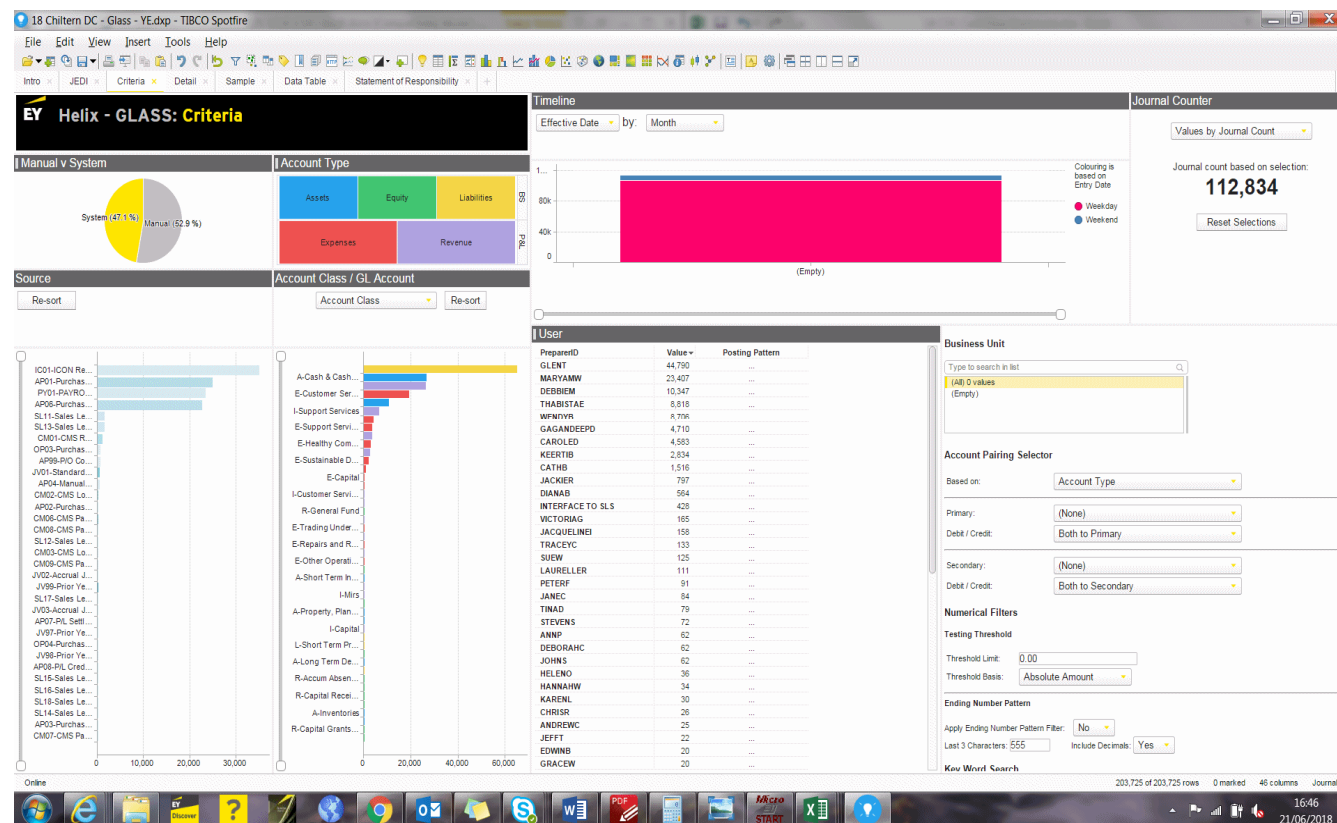 18 Chiltern DC - Glass - YE.dxp - TIBCO Spotfire
File Edit View Insert Tools Help
Intro JEDI Criteria Detail Sample Data Table Statement of Responsibility
EY Helix - GLASS: Criteria
Manual v System
System (47.1 %)
Manual (52.9 %)
Account Type
Assets Equity Liabilities BS
Expenses Revenue P&L
Source
Re-sort
IC01-ICON Re...
AP01-Purchas...
PY01-PAYRO...
AP06-Purchas...
SL11-Sales Le...
SL13-Sales Le...
CM01-CMS R...
OP03-Purchas...
AP99-P/O Co...
JV01-Standard...
AP04-Manual...
CM02-CMS Lo...
AP02-Purchas...
CM06-CMS Pa...
CM08-CMS Pa...
SL12-Sales Le...
CM03-CMS Lo...
CM09-CMS Pa...
JV02-Accrual J...
JV99-Prior Ye...
SL17-Sales Le...
JV03-Accrual J...
AP07-P/L Settl...
JV97-Prior Ye...
OP04-Purchas...
JV98-Prior Ye...
AP08-P/L Cred...
SL15-Sales Le...
SL16-Sales Le...
SL18-Sales Le...
SL14-Sales Le...
AP03-Purchas...
CM07-CMS Pa...
0 10,000 20,000 30,000
Account Class / GL Account
Account Class Re-sort
A-Cash & Cash...
E-Customer Ser...
I-Support Services
E-Support Servi...
E-Healthy Com...
E-Sustainable D...
E-Capital
I-Customer Servi...
R-General Fund
E-Trading Under...
E-Repairs and R...
E-Other Operati...
A-Short Term In...
I-Mirs
A-Property, Plan...
I-Capital
L-Short Term Pr...
A-Long Term De...
R-Accum Absen...
R-Capital Recei...
A-Inventories
R-Capital Grants...
0 20,000 40,000 60,000
Timeline
Effective Date by: Month
1...
80k
40k
0
(Empty)
Colouring is
based on
Entry Date
Weekday
Weekend
Journal Counter
Values by Journal Count
Journal count based on selection:
112,834
Reset Selections
User
PreparerID Value Posting Pattern
GLENT 44,790 ...
MARYAMW 23,407 ...
DEBBIEM 10,347 ...
THABISTAE 8,818 ...
WENDYB 8,706
GAGANDEEPD 4,710 ...
CAROLED 4,583 ...
KEERTIB 2,834 ...
CATHB 1,516 ...
JACKIER 797 ...
DIANAB 564 ...
INTERFACE TO SLS 428 ...
VICTORIAG 165 ...
JACQUELINEI 158 ...
TRACEYC 133 ...
SUEW 125 ...
LAURELLER 111 ...
PETERF 91 ...
JANEC 84 ...
TINAD 79 ...
STEVENS 72 ...
ANNP 62 ...
DEBORAHC 62 ...
JOHNS 62 ...
HELENO 36 ...
HANNAHW 34 ...
KARENL 30 ...
CHRISR 26 ...
ANDREWC 25 ...
JEFFT 22 ...
EDWINB 20 ...
GRACEW 20 ...
Business Unit
Type to search in list
(All) 0 values
(Empty)
Account Pairing Selector
Based on: Account Type
Primary: (None)
Debit / Credit: Both to Primary
Secondary: (None)
Debit / Credit: Both to Secondary
Numerical Filters
Testing Threshold
Threshold Limit: 0.00
Threshold Basis: Absolute Amount
Ending Number Pattern
Apply Ending Number Pattern Filter: No
Last 3 Characters: 555 Include Decimals: Yes
Key Word Search
Online 203,725 of 203,725 rows 0 marked 46 columns Journal
EY Discover
PDF
Micro START
16:46
21/06/2018